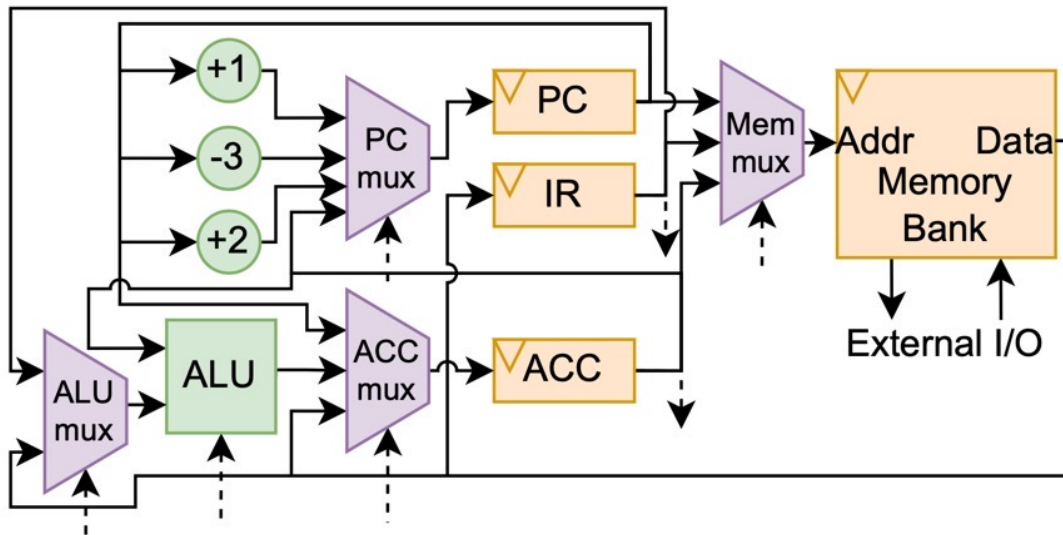 +1
-3
+2
PC
mux
PC
IR
Mem
mux
Addr Data
Memory
Bank
External I/O
ALU
mux
ALU
ACC
mux
ACC